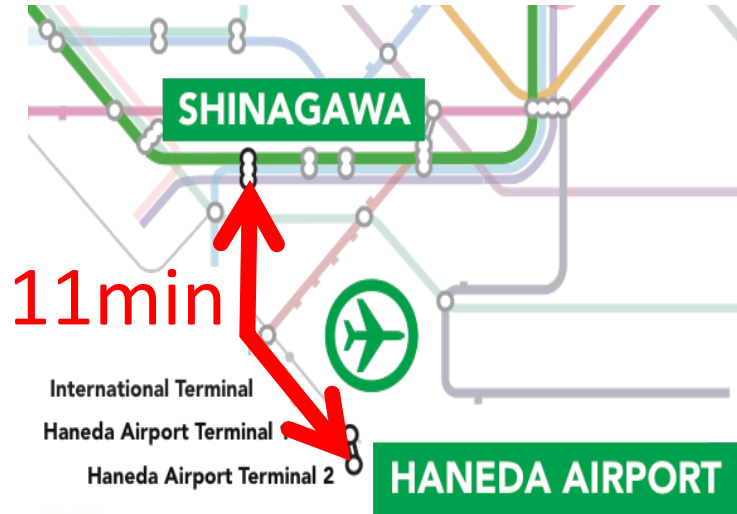 SHINAGAWA
11min
International Terminal
Haneda Airport Terminal
Haneda Airport Terminal 2
HANEDA AIRPORT